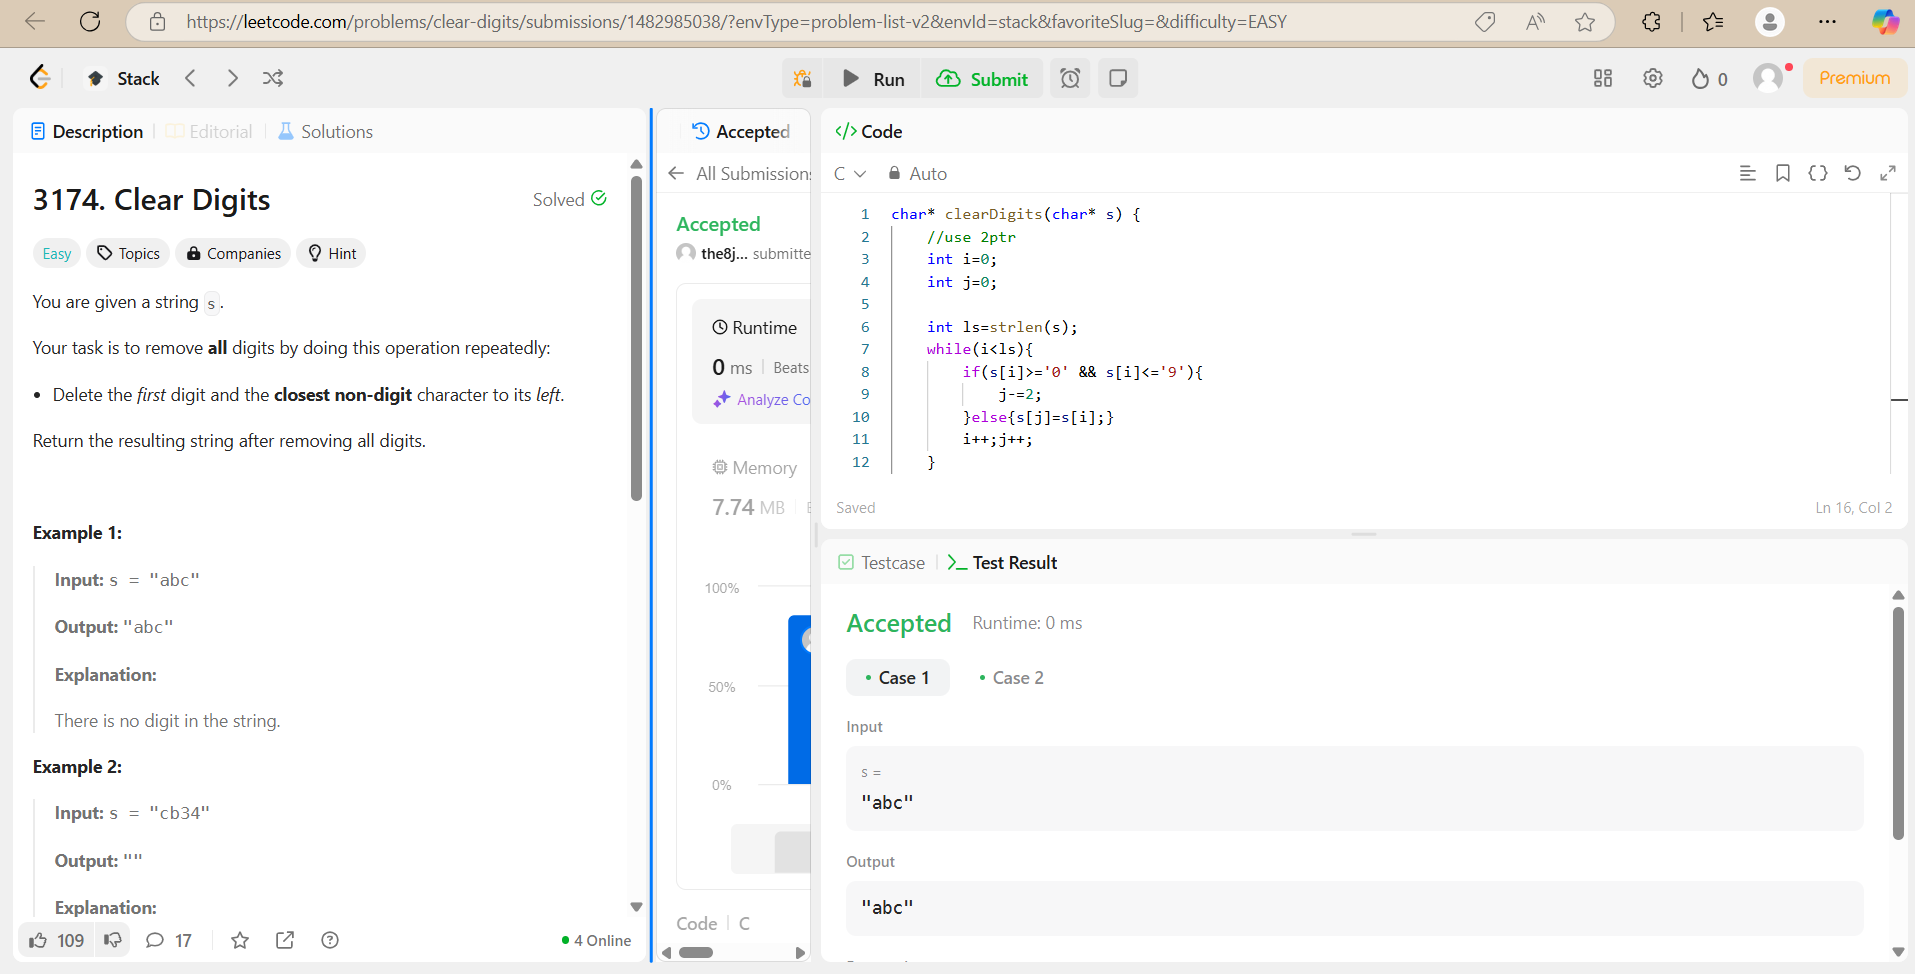 https://leetcode.com/problems/clear-digits/submissions/1482985038/?envType=problem-list-v2&envId=stack&favoriteSlug=&difficulty=EASY
Stack
Run
Submit
0
Premium
Description
Editorial
Solutions
3174. Clear Digits
Solved
Easy
Topics
Companies
Hint
You are given a string s.
Your task is to remove all digits by doing this operation repeatedly:
• Delete the first digit and the closest non-digit character to its left.
Return the resulting string after removing all digits.
Example 1:
Input: s = "abc"
Output: "abc"
Explanation:
There is no digit in the string.
Example 2:
Input: s = "cb34"
Output: ""
Explanation:
109
17
4 Online
Accepted
All Submissions
Accepted
the8j... submitte
Runtime
0 ms | Beats
Analyze Co
Memory
7.74 MB
100%
50%
0%
Code | C
</> Code
C
Auto
1 char* clearDigits(char* s) {
2 //use 2ptr
3 int i=0;
4 int j=0;
5
6 int ls=strlen(s);
7 while(i<ls){
8 if(s[i]>='0' && s[i]<='9'){
9 j-=2;
10 }else{s[j]=s[i];}
11 i++;j++;
12 }
Saved
Ln 16, Col 2
Testcase
Test Result
Accepted
Runtime: 0 ms
• Case 1
• Case 2
Input
s =
"abc"
Output
"abc"